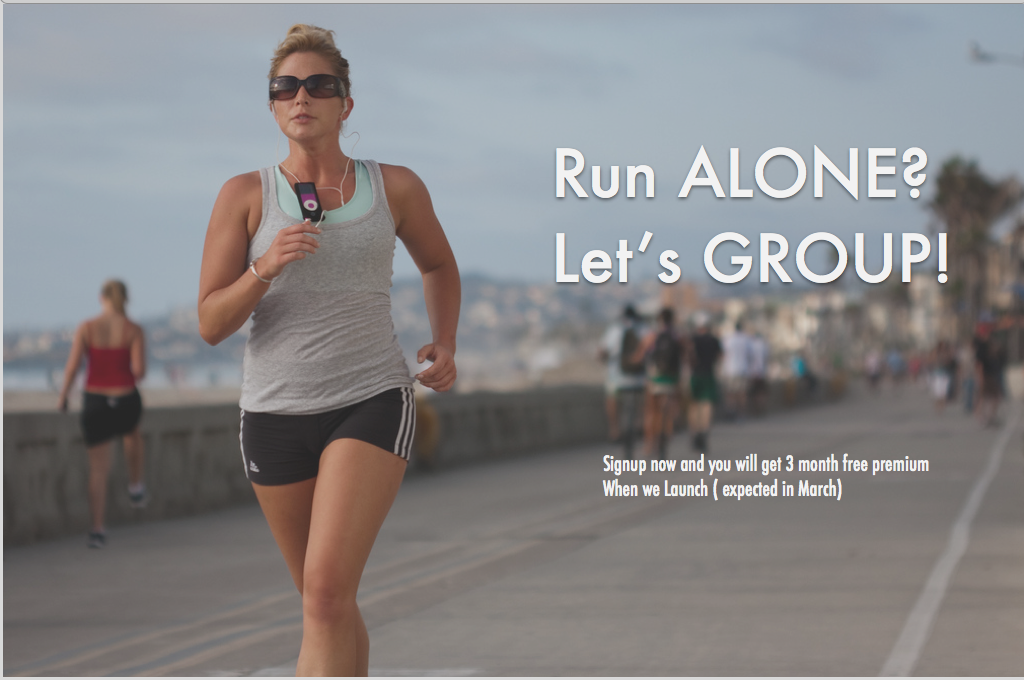 Run ALONE?
Let's GROUP!
Signup now and you will get 3 month free premium
When we Launch ( expected in March)